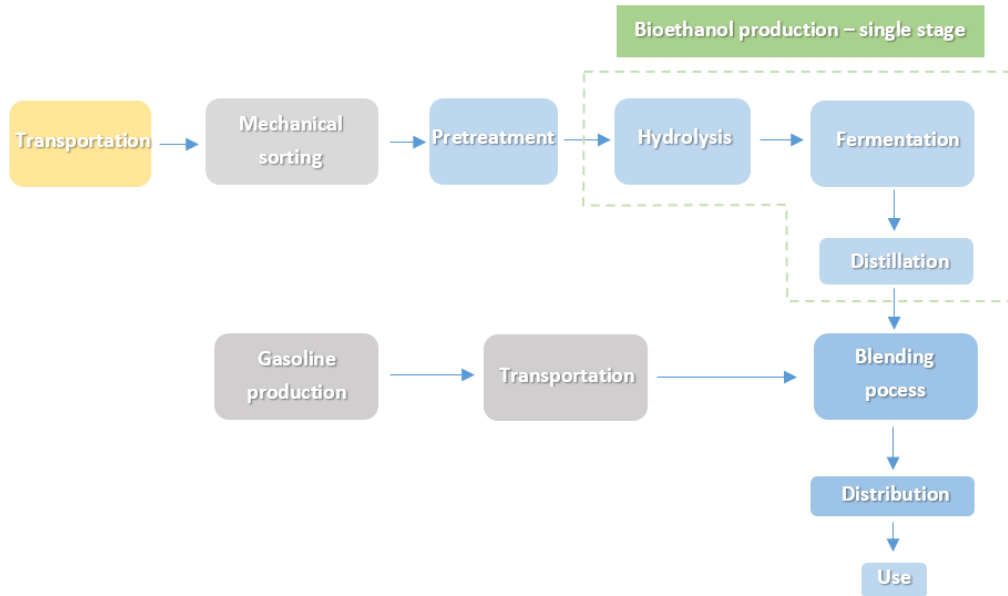 Bioethanol production – single stage
Transportation
Mechanical
sorting
Pretreatment
Hydrolysis
Fermentation
Distillation
Gasoline
production
Transportation
Blending
pocess
Distribution
Use